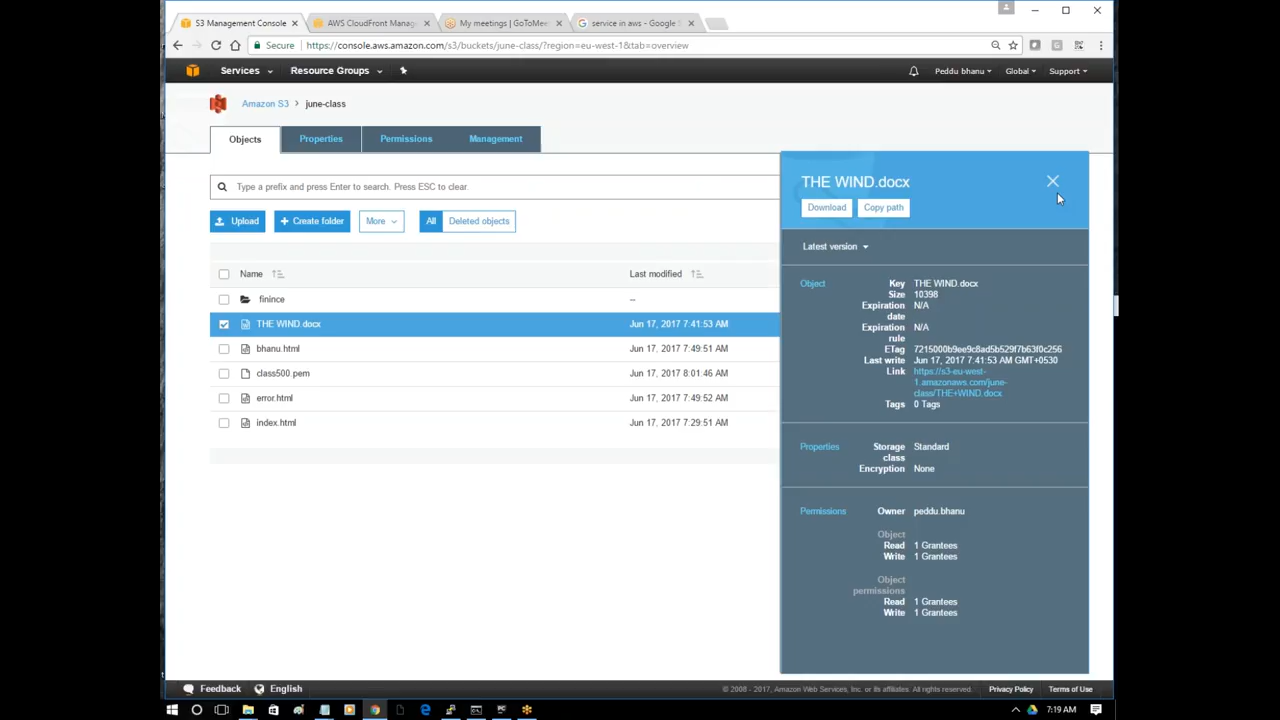 S3 Management Console
AWS CloudFront Manag
My meetings | GoToMee
service in aws - Google S
Secure
https://console.aws.amazon.com/s3/buckets/june-class/?region=eu-west-1&tab=overview
Services
Resource Groups
Peddu bhanu
Global
Support
Amazon S3 > june-class
Objects
Properties
Permissions
Management
Type a prefix and press Enter to search. Press ESC to clear.
Upload
+ Create folder
More
All
Deleted objects
Name
Last modified
finince
--
THE WIND.docx
Jun 17, 2017 7:41:53 AM
bhanu.html
Jun 17, 2017 7:49:51 AM
class500.pem
Jun 17, 2017 8:01:46 AM
error.html
Jun 17, 2017 7:49:52 AM
index.html
Jun 17, 2017 7:29:51 AM
THE WIND.docx
Download
Copy path
Latest version
Object
Key THE WIND.docx
Size 10398
Expiration N/A
date
Expiration N/A
rule
ETag 7215000b9ee9c8ad5b529f7b63f0c256
Last write Jun 17, 2017 7:41:53 AM GMT+0530
Link https://s3-eu-west-
1.amazonaws.com/june-
class/THE+WIND.docx
Tags 0 Tags
Properties
Storage Standard
class
Encryption None
Permissions
Owner peddu.bhanu
Object
Read 1 Grantees
Write 1 Grantees
Object
permissions
Read 1 Grantees
Write 1 Grantees
Feedback
English
© 2008 - 2017, Amazon Web Services, Inc. or its affiliates. All rights reserved.
Privacy Policy
Terms of Use
7:19 AM